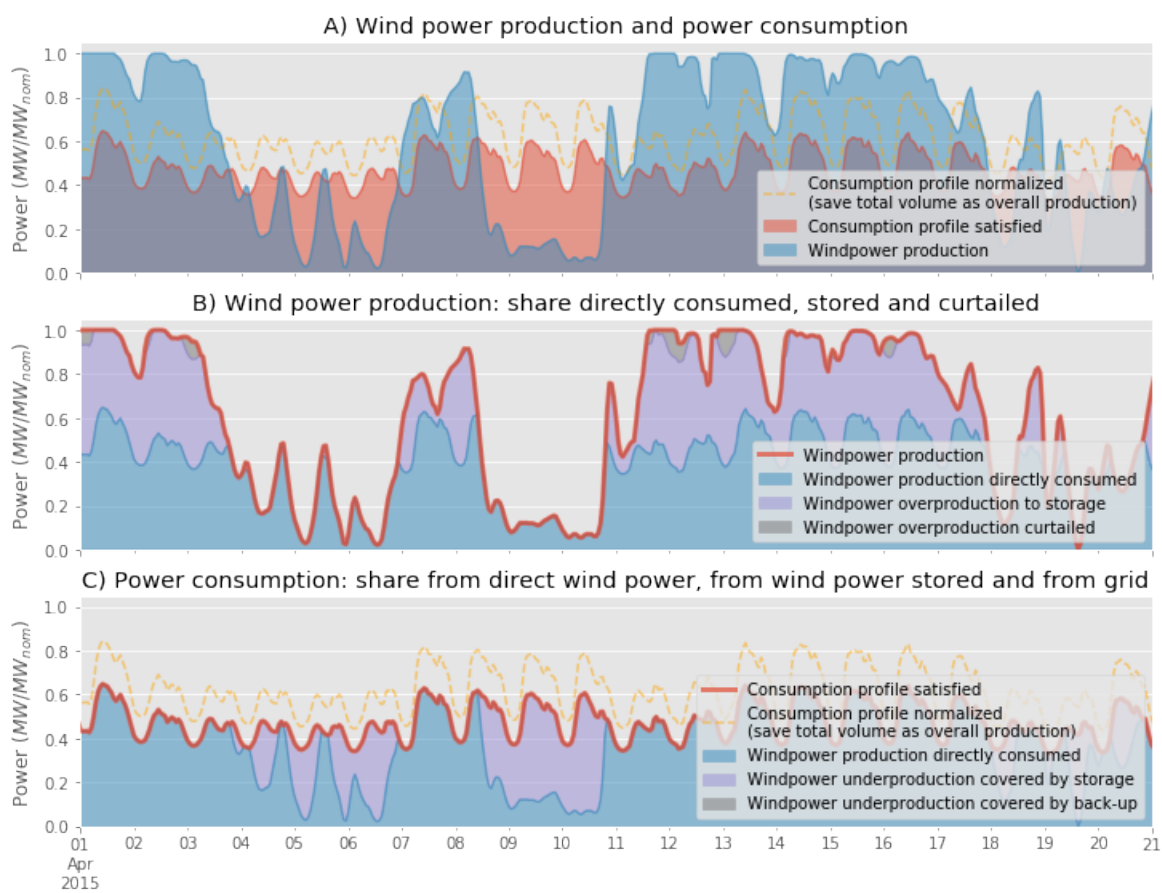 A) Wind power production and power consumption
1.0
0.8
0.6
0.4
0.2
0.0
Power (MW/MWnom)
Consumption profile normalized
(save total volume as overall production)
Consumption profile satisfied
Windpower production
B) Wind power production: share directly consumed, stored and curtailed
1.0
0.8
0.6
0.4
0.2
0.0
Power (MW/MWnom)
Windpower production
Windpower production directly consumed
Windpower overproduction to storage
Windpower overproduction curtailed
C) Power consumption: share from direct wind power, from wind power stored and from grid
1.0
0.8
0.6
0.4
0.2
0.0
Power (MW/MWnom)
Consumption profile satisfied
Consumption profile normalized
(save total volume as overall production)
Windpower production directly consumed
Windpower underproduction covered by storage
Windpower underproduction covered by back-up
01 02 03 04 05 06 07 08 09 10 11 12 13 14 15 16 17 18 19 20 21
Apr
2015